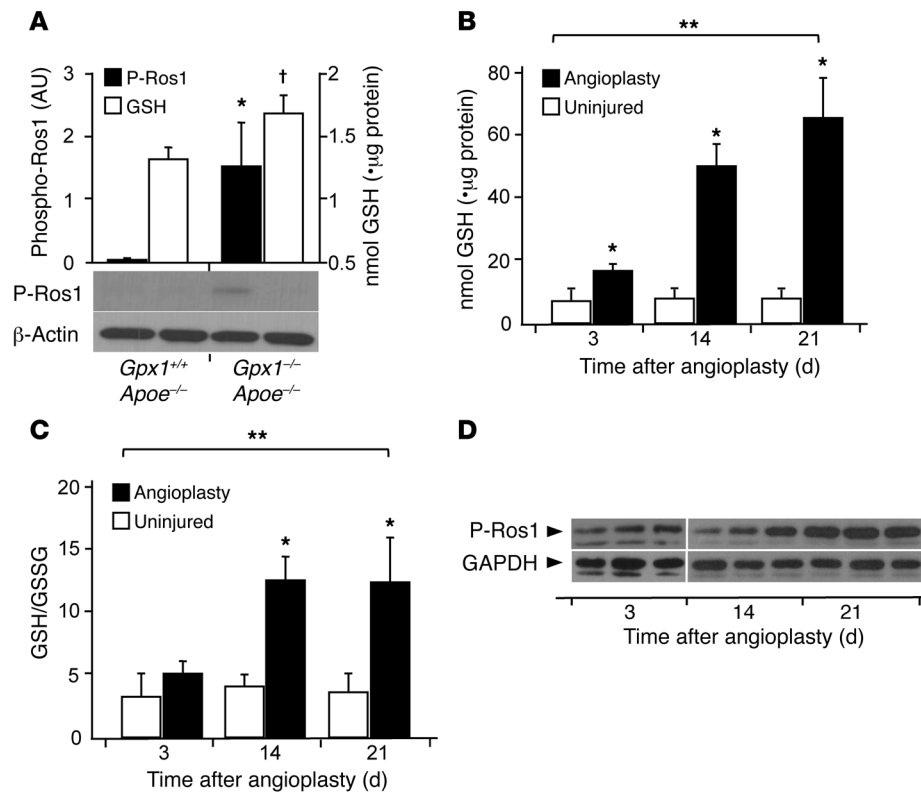 A
P-Ros1
GSH
Phospho-Ros1 (AU)
3
2
1
0
*
†
2
1.5
1
0.5
nmol GSH (•µg protein)
P-Ros1
β-Actin
Gpx1+/+ Gpx1–/–
Apoe–/– Apoe–/–
B
**
Angioplasty
Uninjured
nmol GSH (•µg protein)
80
60
40
20
0
*
*
*
3 14 21
Time after angioplasty (d)
C
**
Angioplasty
Uninjured
GSH/GSSG
20
15
10
5
0
*
*
3 14 21
Time after angioplasty (d)
D
P-Ros1
GAPDH
3 14 21
Time after angioplasty (d)